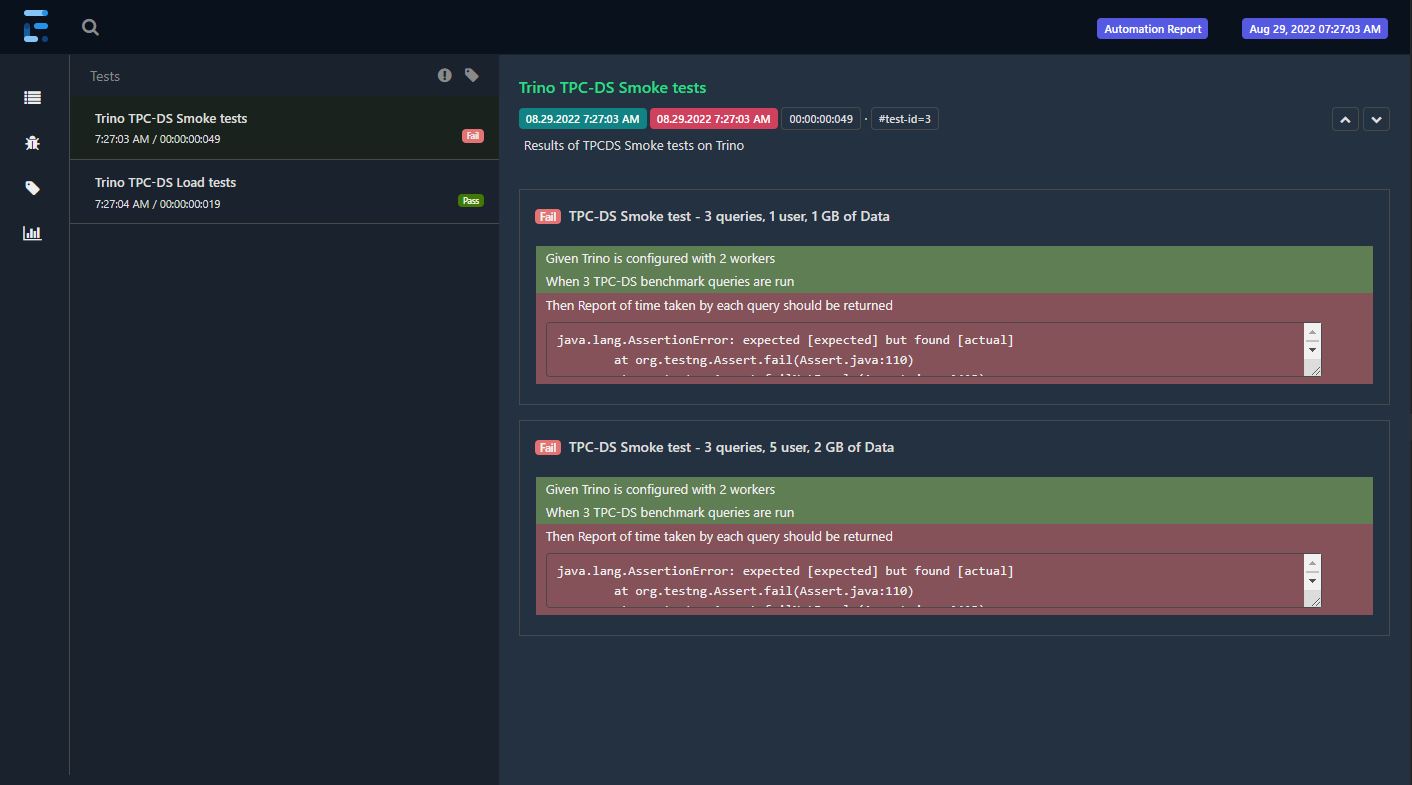 Automation Report
Aug 29, 2022 07:27:03 AM
Tests
Trino TPC-DS Smoke tests
7:27:03 AM / 00:00:00:049
Fail
Trino TPC-DS Load tests
7:27:04 AM / 00:00:00:019
Pass
Trino TPC-DS Smoke tests
08.29.2022 7:27:03 AM 08.29.2022 7:27:03 AM 00:00:00:049 · #test-id=3
Results of TPCDS Smoke tests on Trino
Fail TPC-DS Smoke test - 3 queries, 1 user, 1 GB of Data
Given Trino is configured with 2 workers
When 3 TPC-DS benchmark queries are run
Then Report of time taken by each query should be returned
java.lang.AssertionError: expected [expected] but found [actual]
at org.testng.Assert.fail(Assert.java:110)
Fail TPC-DS Smoke test - 3 queries, 5 user, 2 GB of Data
Given Trino is configured with 2 workers
When 3 TPC-DS benchmark queries are run
Then Report of time taken by each query should be returned
java.lang.AssertionError: expected [expected] but found [actual]
at org.testng.Assert.fail(Assert.java:110)